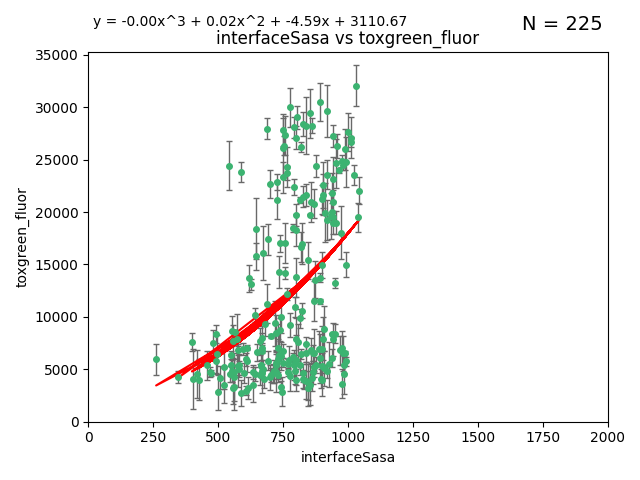 y = -0.00x^3 + 0.02x^2 + -4.59x + 3110.67
N = 225
interfaceSasa vs toxgreen_fluor
35000
30000
25000
20000
15000
10000
5000
0
toxgreen_fluor
0 250 500 750 1000 1250 1500 1750 2000
interfaceSasa